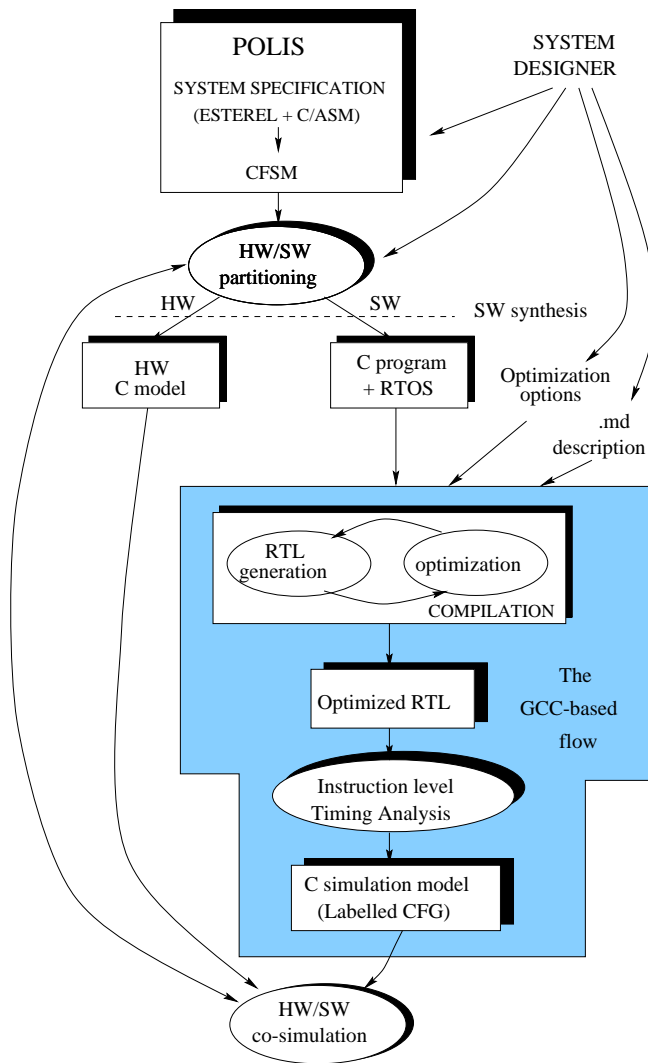 POLIS
SYSTEM SPECIFICATION
(ESTEREL + C/ASM)
CFSM
SYSTEM
DESIGNER
HW/SW
partitioning
HW
SW
SW synthesis
HW
C model
C program
+ RTOS
Optimization
options
.md
description
RTL
generation
optimization
COMPILATION
Optimized RTL
The
GCC-based
flow
Instruction level
Timing Analysis
C simulation model
(Labelled CFG)
HW/SW
co-simulation